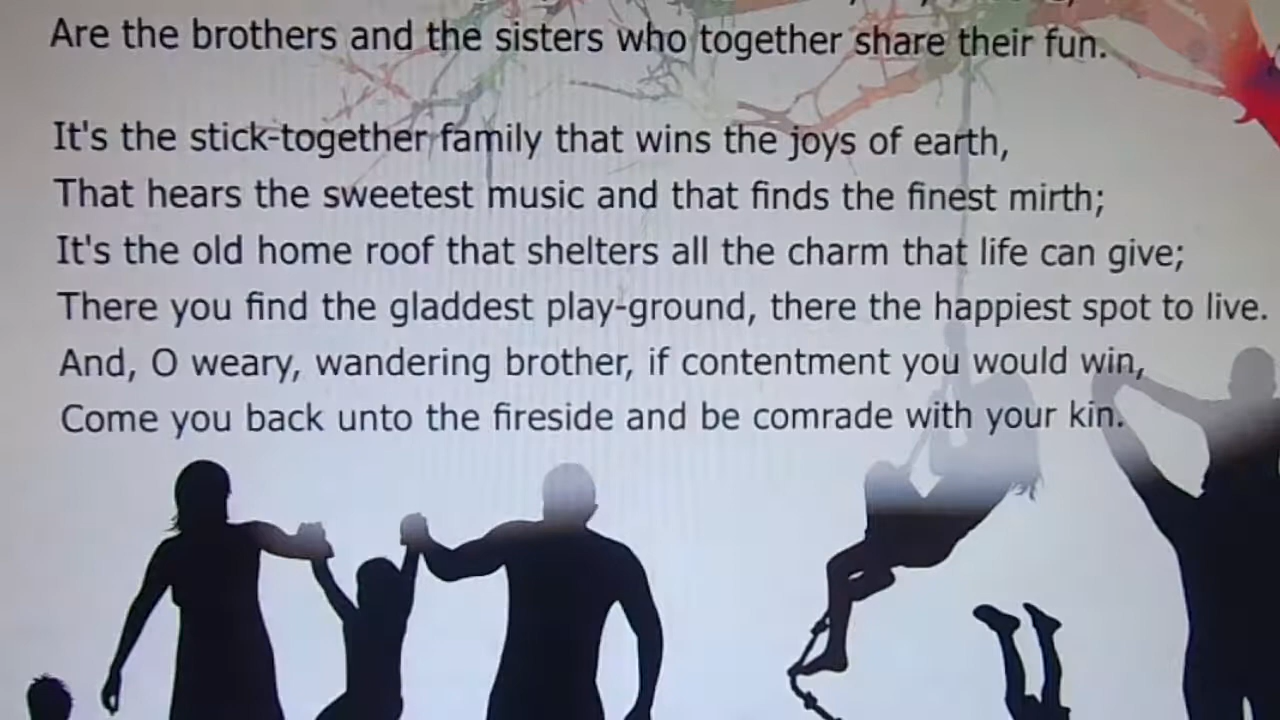 Are the brothers and the sisters who together share their fun.
It's the stick-together family that wins the joys of earth,
That hears the sweetest music and that finds the finest mirth;
It's the old home roof that shelters all the charm that life can give;
There you find the gladdest play-ground, there the happiest spot to live.
And, O weary, wandering brother, if contentment you would win,
Come you back unto the fireside and be comrade with your kin.